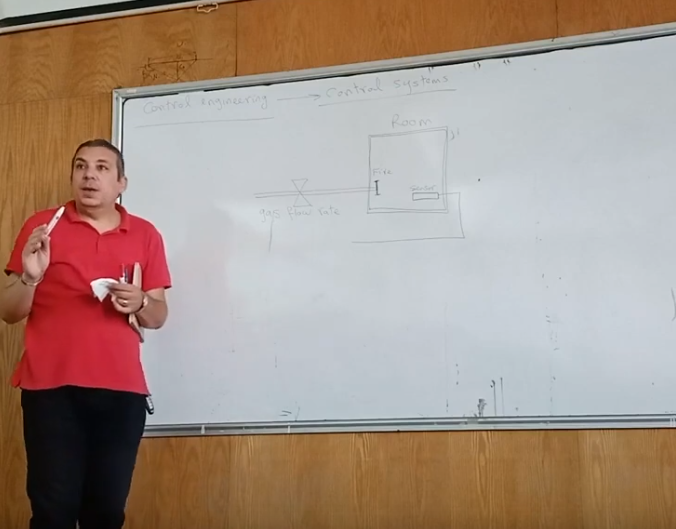 Control engineering → Control systems
Room
Fire
Sensor
gas flow rate